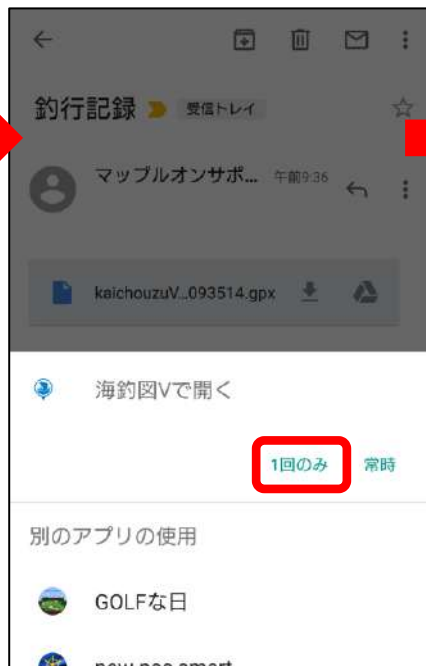 釣行記録 受信トレイ
マップルオンサポ... 午前9:36
kaichouzuV...093514.gpx
海釣図Vで開く
1回のみ 常時
別のアプリの使用
GOLFな日